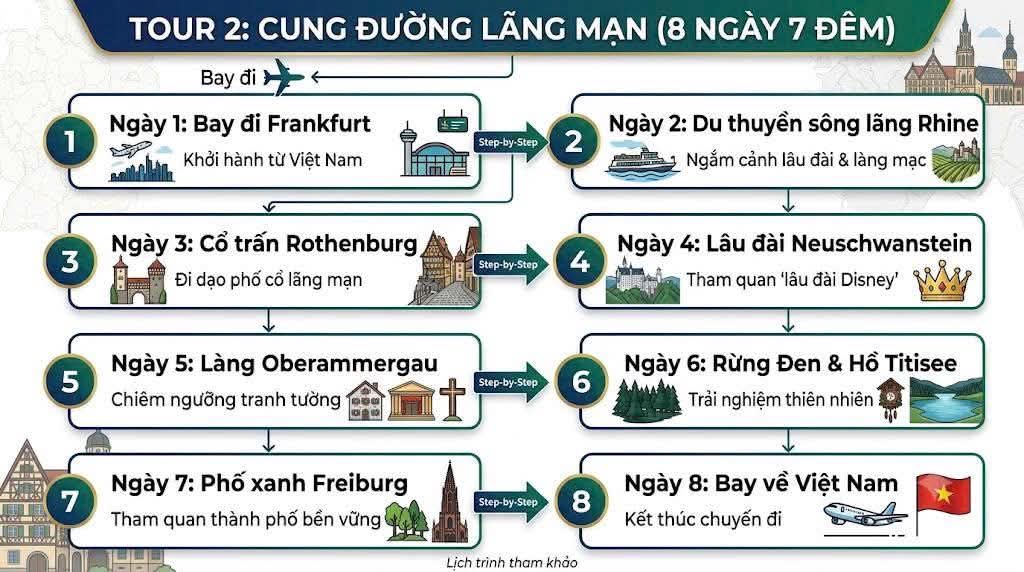 TOUR 2: CUNG ĐƯỜNG LÃNG MẠN (8 NGÀY 7 ĐÊM)
Bay đi
1
Ngày 1: Bay đi Frankfurt
Khởi hành từ Việt Nam
Step-by-Step
2
Ngày 2: Du thuyền sông lãng Rhine
Ngắm cảnh lâu đài & làng mạc
3
Ngày 3: Cổ trấn Rothenburg
Đi dạo phố cổ lãng mạn
Step-by-Step
4
Ngày 4: Lâu đài Neuschwanstein
Tham quan ‘lâu đài Disney’
5
Ngày 5: Làng Oberammergau
Chiêm ngưỡng tranh tường
Step-by-Step
6
Ngày 6: Rừng Đen & Hồ Titisee
Trải nghiệm thiên nhiên
7
Ngày 7: Phố xanh Freiburg
Tham quan thành phố bền vững
Step-by-Step
8
Ngày 8: Bay về Việt Nam
Kết thúc chuyến đi
Lịch trình tham khảo